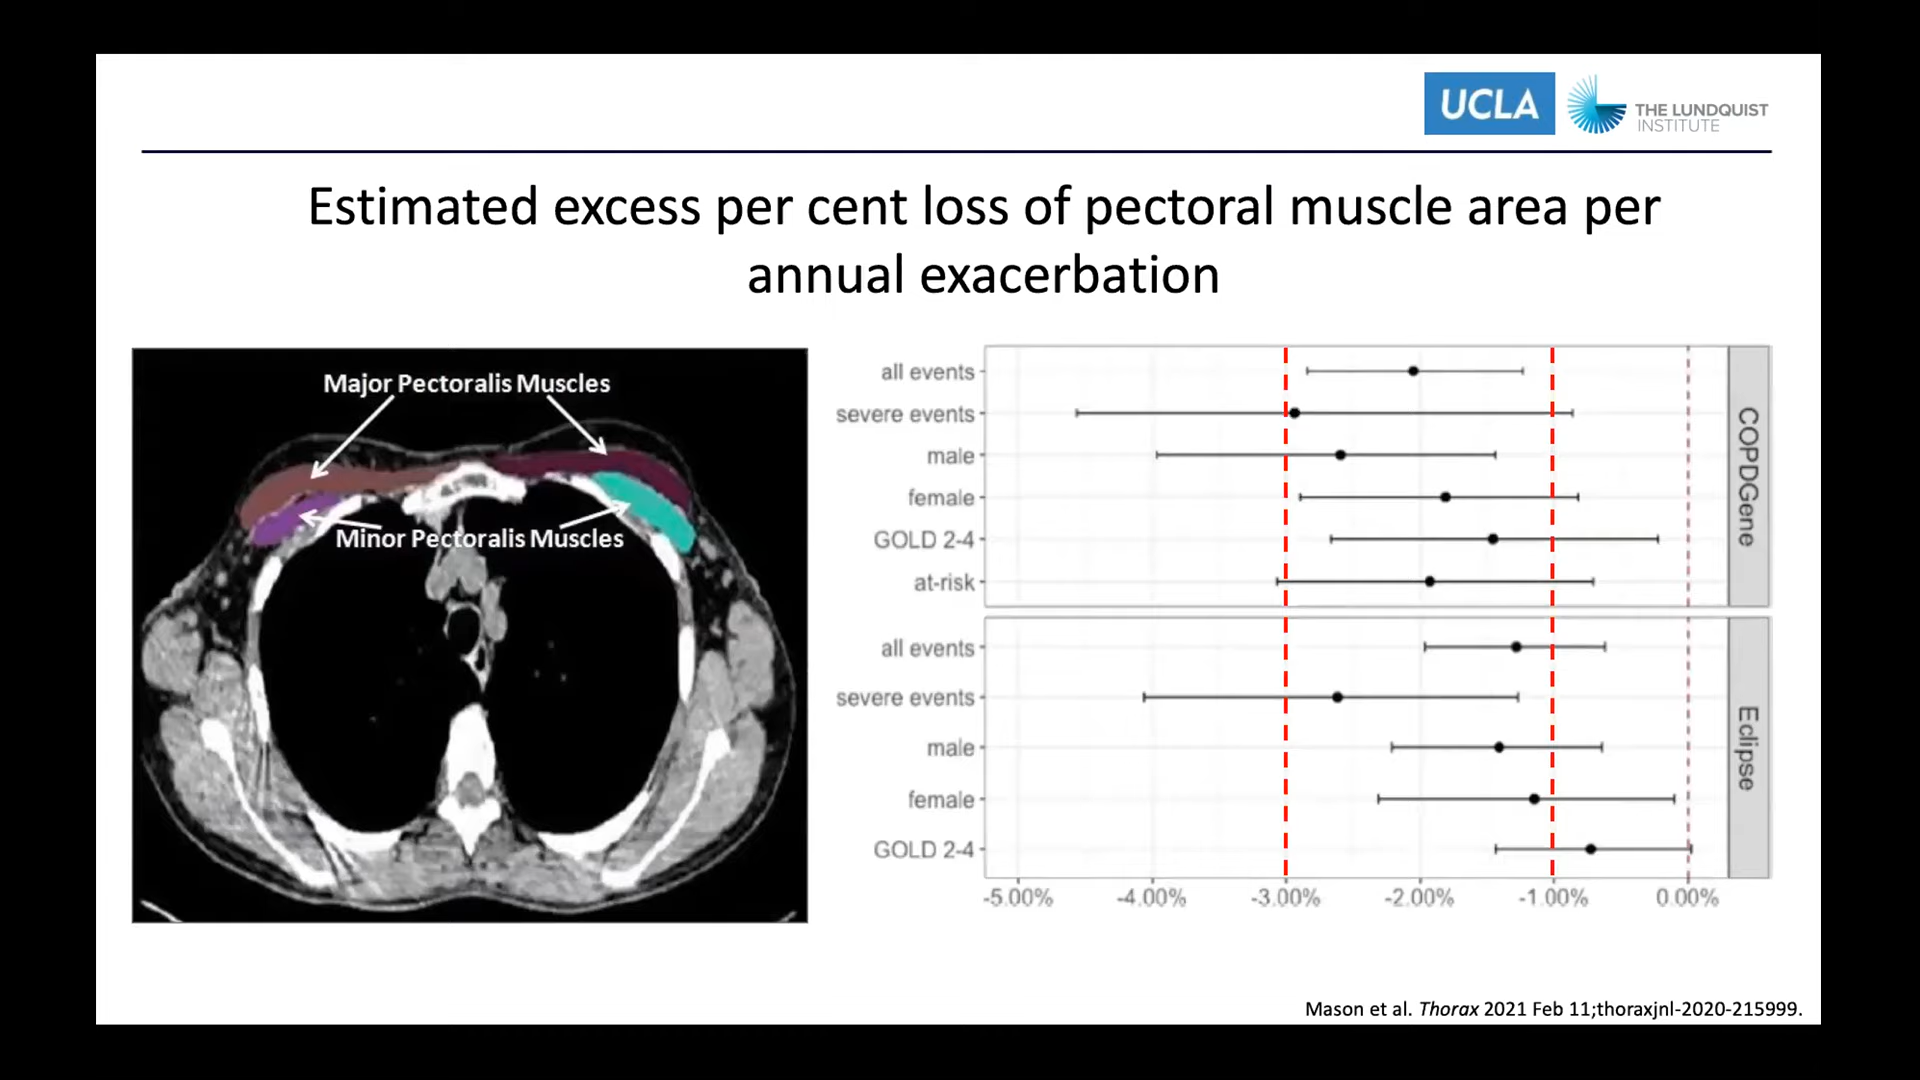 UCLA
THE LUNDQUIST
INSTITUTE
Estimated excess per cent loss of pectoral muscle area per
annual exacerbation
Major Pectoralis Muscles
Minor Pectoralis Muscles
all events
severe events
male
female
GOLD 2-4
at-risk
COPDGene
all events
severe events
male
female
GOLD 2-4
Eclipse
-5.00% -4.00% -3.00% -2.00% -1.00% 0.00%
Mason et al. Thorax 2021 Feb 11;thoraxjnl-2020-215999.